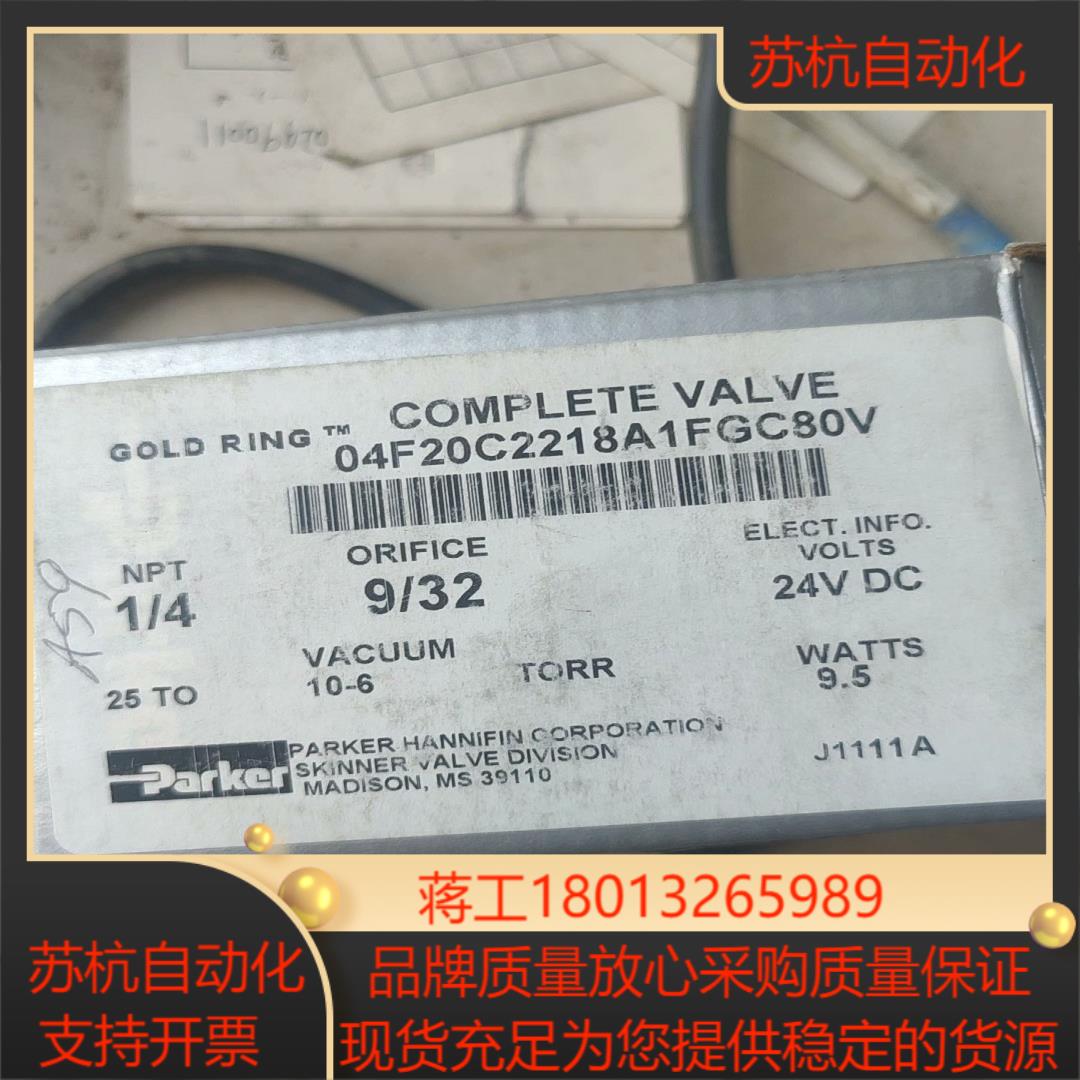 苏杭自动化
11006620
COMPLETE VALVE
GOLD RING ™ 04F20C2218A1FGC80V
ELECT. INFO.
NPT ORIFICE VOLTS
1/4 9/32 24V DC
A59
VACUUM TORR WATTS
25 TO 10-6 9.5
Parker
PARKER HANNIFIN CORPORATION
SKINNER VALVE DIVISION
MADISON, MS 39110
J1111A
蒋工18013265989
苏杭自动化
支持开票
品牌质量放心采购质量保证
现货充足为您提供稳定的货源